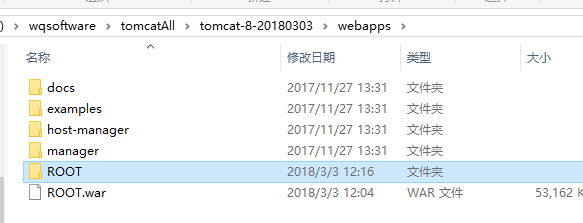 ) › wqsoftware › tomcatAll › tomcat-8-20180303 › webapps ›
名称 修改日期 类型 大小
docs 2017/11/27 13:31 文件夹
examples 2017/11/27 13:31 文件夹
host-manager 2017/11/27 13:31 文件夹
manager 2017/11/27 13:31 文件夹
ROOT 2018/3/3 12:16 文件夹
ROOT.war 2018/3/3 12:04 WAR 文件 53,162 K